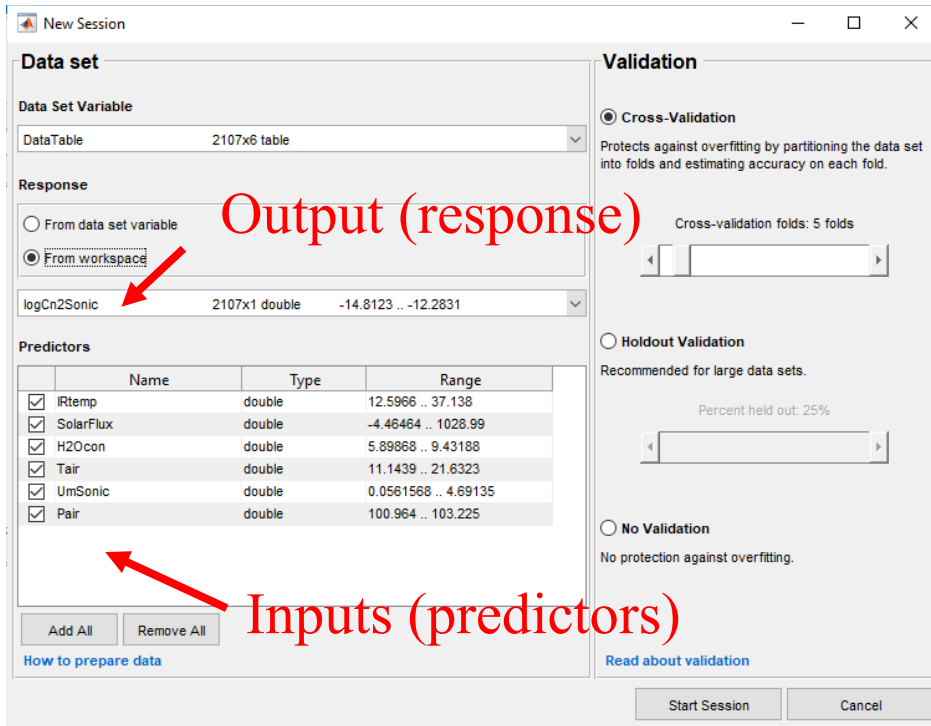 New Session
Data set
Data Set Variable
DataTable 2107x6 table
Response
From data set variable
From workspace
Output (response)
logCn2Sonic 2107x1 double -14.8123 .. -12.2831
Predictors
Name Type Range
IRtemp double 12.5966 .. 37.138
SolarFlux double -4.46464 .. 1028.99
H2Ocon double 5.89868 .. 9.43188
Tair double 11.1439 .. 21.6323
UmSonic double 0.0561568 .. 4.69135
Pair double 100.964 .. 103.225
Inputs (predictors)
Add All Remove All
How to prepare data
Validation
Cross-Validation
Protects against overfitting by partitioning the data set
into folds and estimating accuracy on each fold.
Cross-validation folds: 5 folds
Holdout Validation
Recommended for large data sets.
Percent held out: 25%
No Validation
No protection against overfitting.
Read about validation
Start Session Cancel